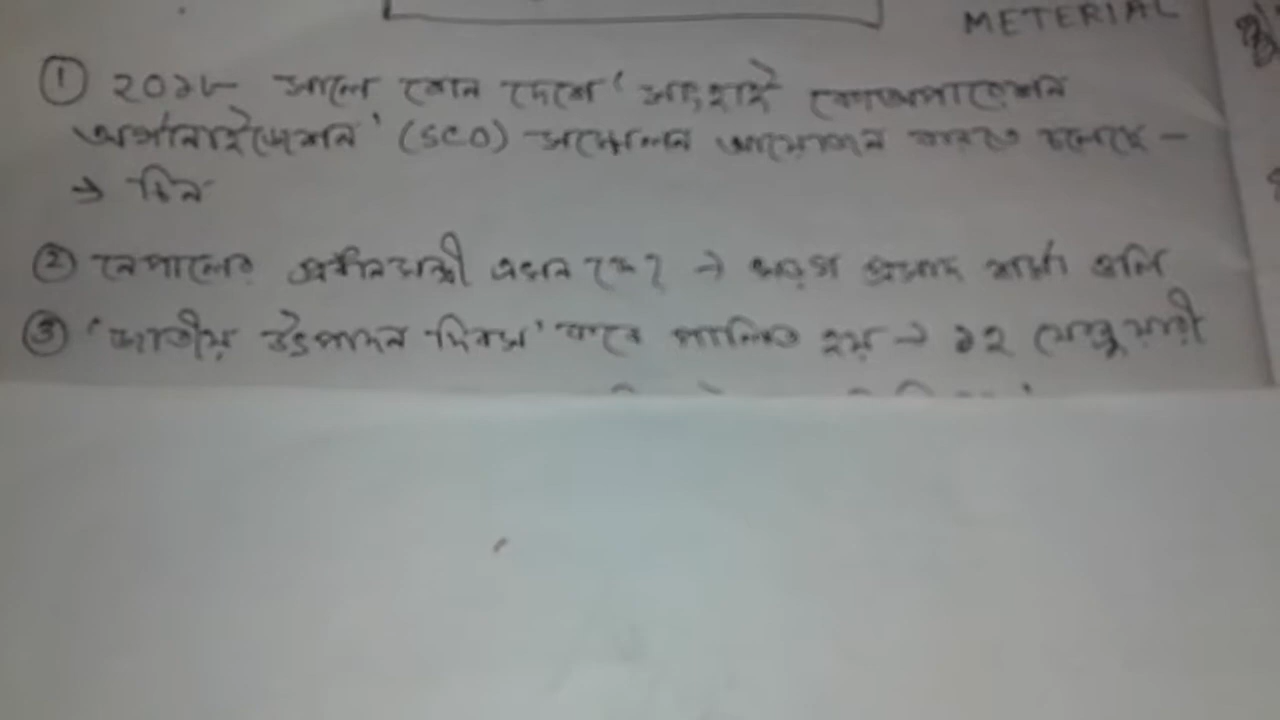 METERIAL
① ২০১৮ সালে কোন দেশে 'সাংহাই কোঅপারেশন
অর্গানাইজেশন' (SCO) সম্মেলন আয়োজন করতে চলেছে –
→ চিন
② নেপালের প্রধানমন্ত্রী এখন কে? → খরগ প্রসাদ শর্মা ওলি
③ 'জাতীয় উৎপাদন দিবস' কবে পালিত হয় → ১২ ফেব্রুয়ারী